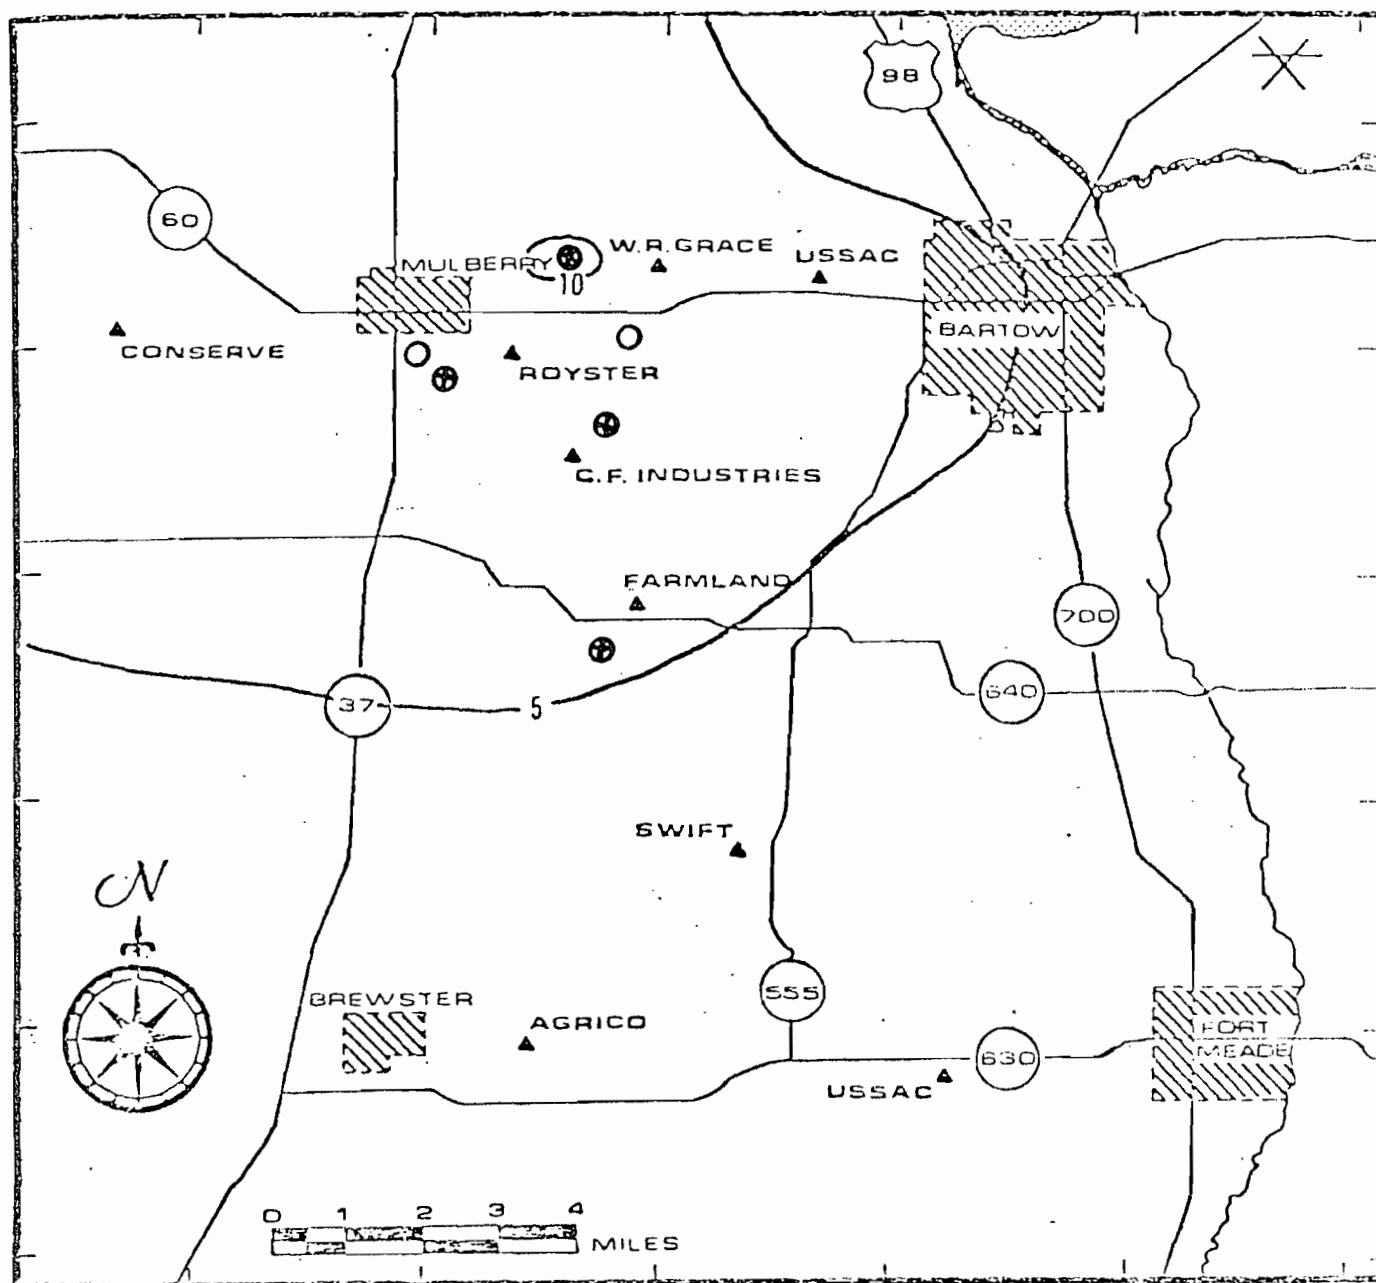 98
60
W.R.GRACE
USSAC
MULBERRY
10
BARTOW
CONSERVE
ROYSTER
C.F. INDUSTRIES
FARMLAND
700
640
37
5
SWIFT
N
555
BREWSTER
AGRICO
FORT
MEADE
630
USSAC
0 1 2 3 4
MILES